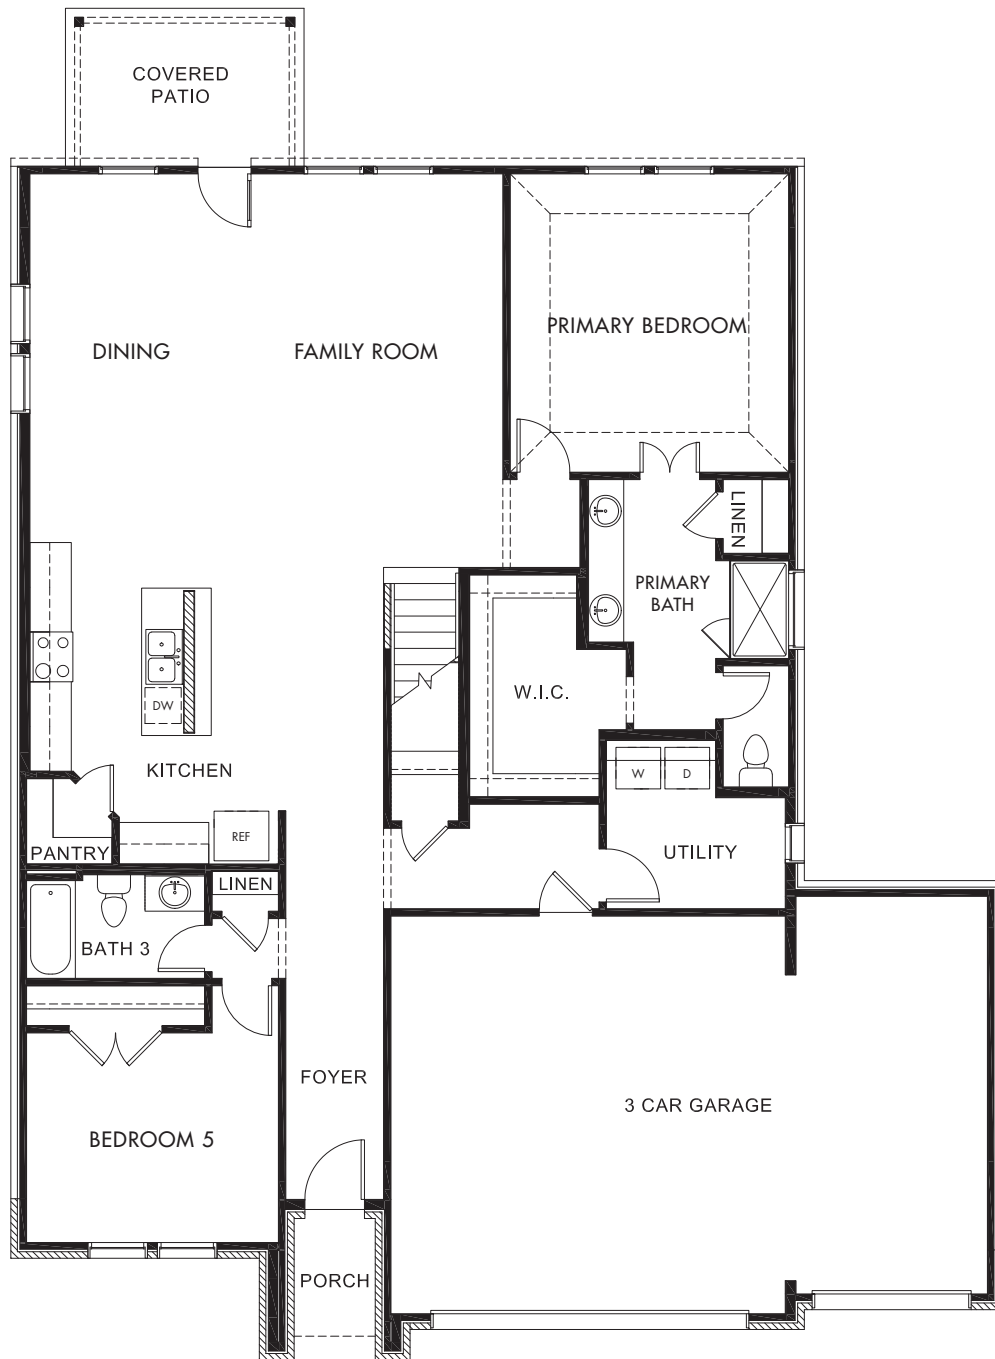 COVERED
PATIO
PRIMARY BEDROOM
DINING
FAMILY ROOM
LINEN
PRIMARY
BATH
W.I.C.
DW
KITCHEN
W
D
REF
PANTRY
UTILITY
LINEN
BATH 3
FOYER
3 CAR GARAGE
BEDROOM 5
PORCH